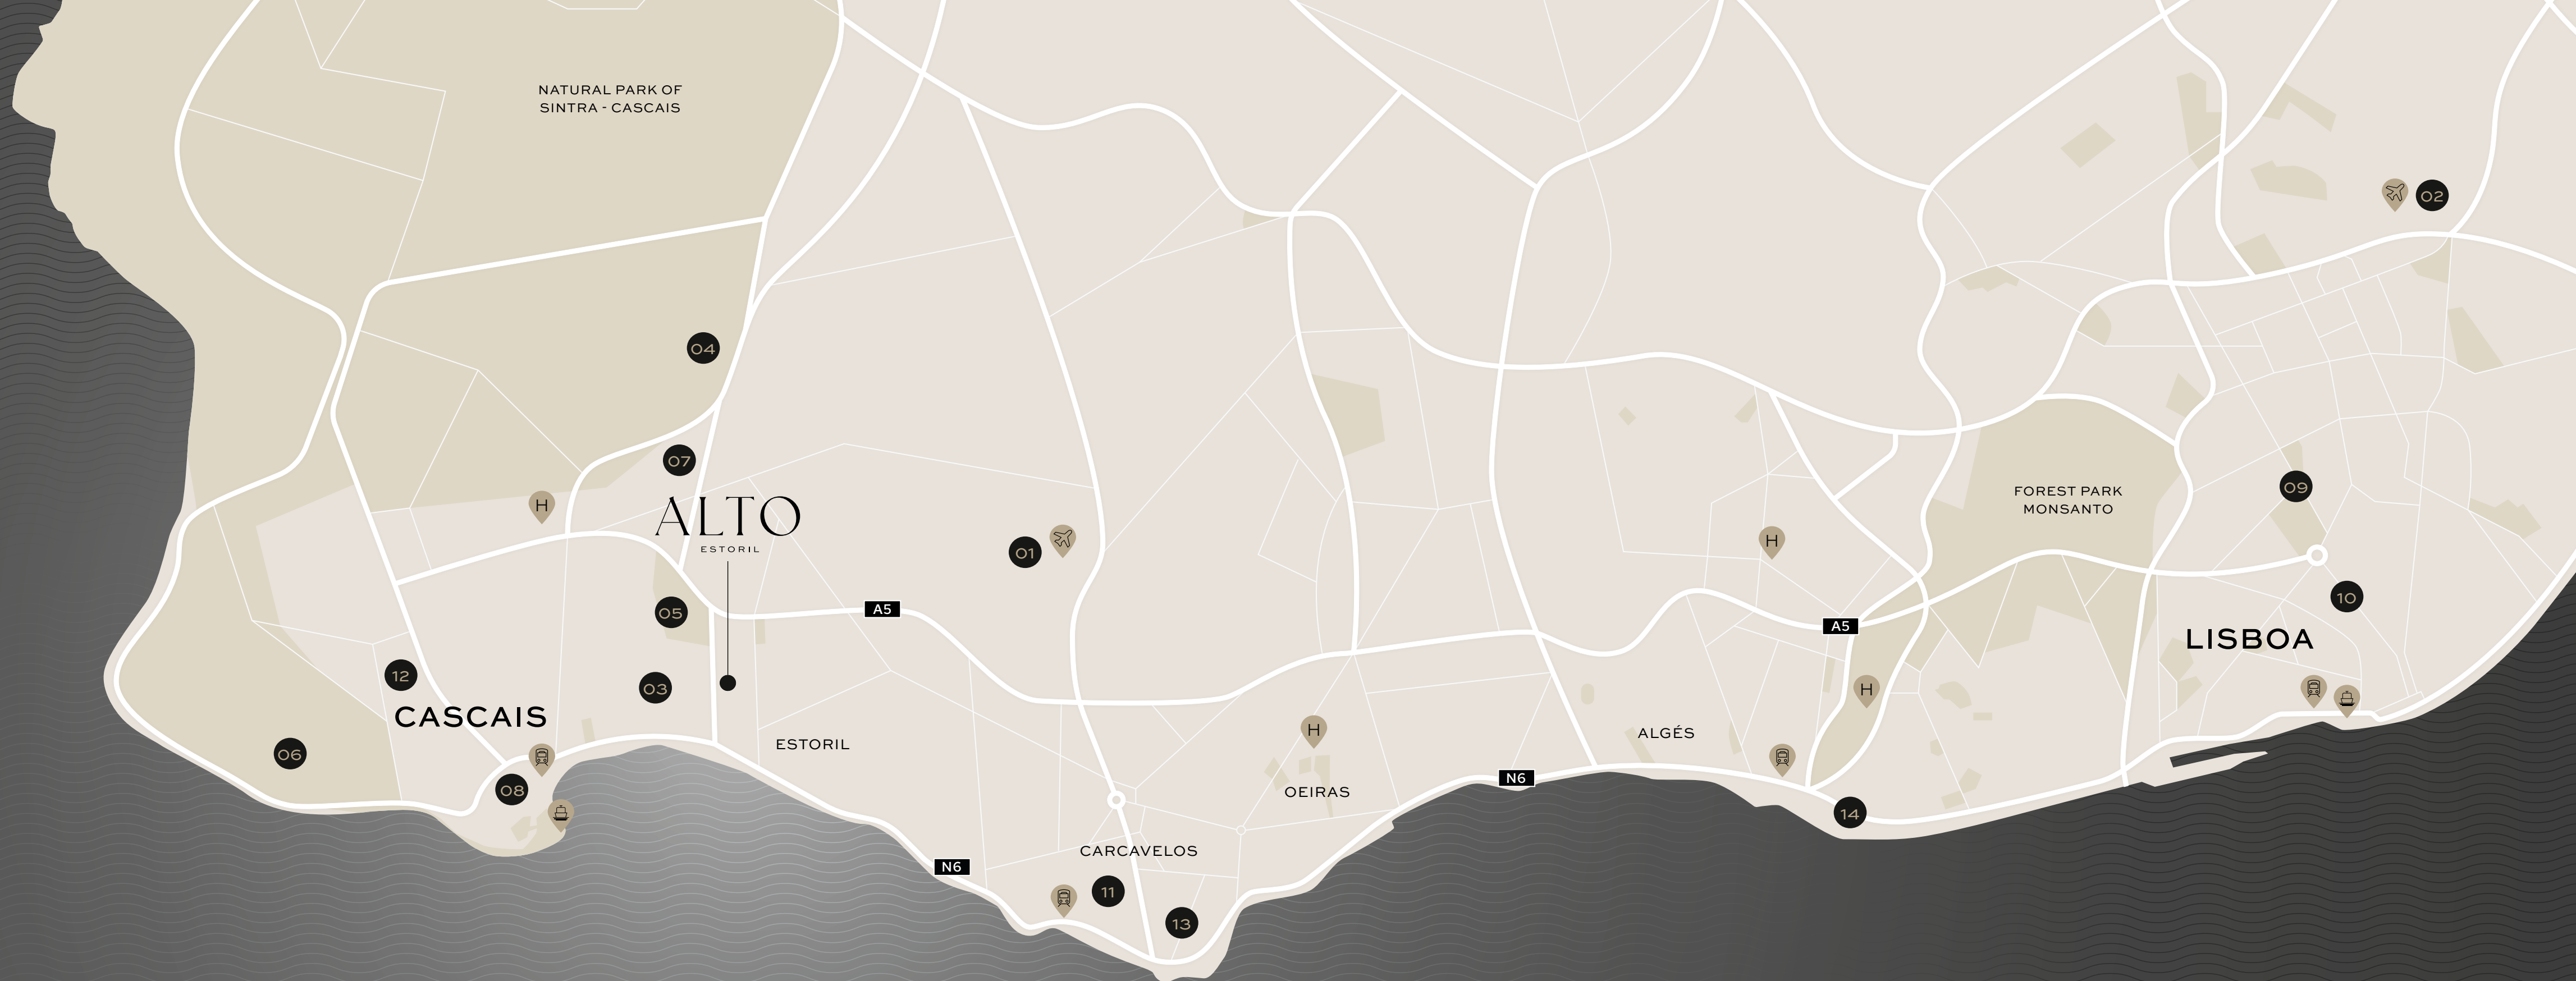 NATURAL PARK OF
SINTRA - CASCAIS
02
04
07
H
ALTO
ESTORIL
01
H
FOREST PARK
MONSANTO
09
05
A5
A5
10
LISBOA
12
03
H
CASCAIS
06
ESTORIL
H
ALGÉS
08
OEIRAS
N6
14
CARCAVELOS
N6
11
13